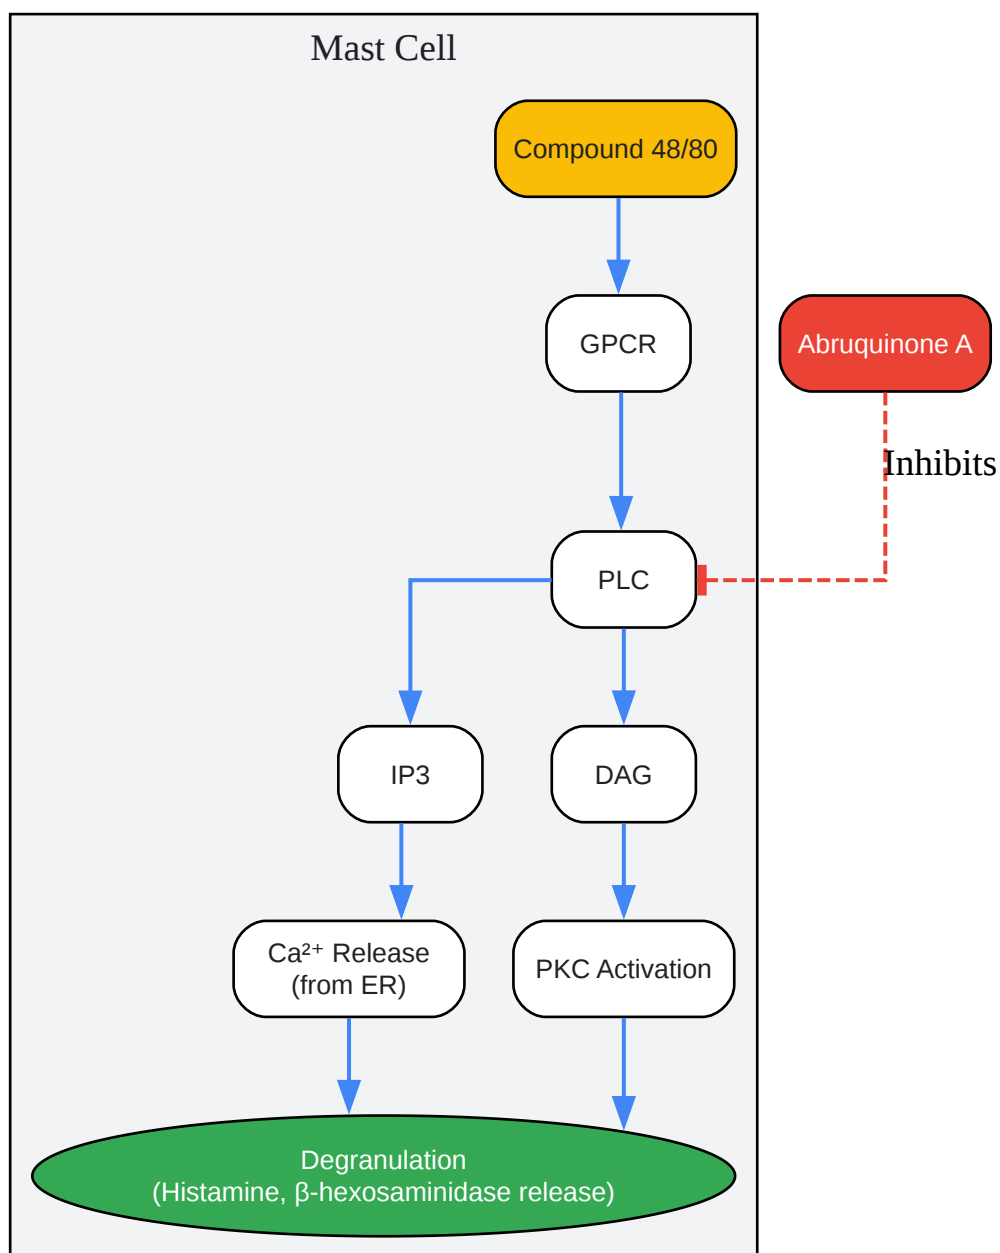 Mast Cell
Compound 48/80
GPCR
Abruquinone A
Inhibits
PLC
IP3
DAG
Ca²⁺ Release
(from ER)
PKC Activation
Degranulation
(Histamine, β-hexosaminidase release)